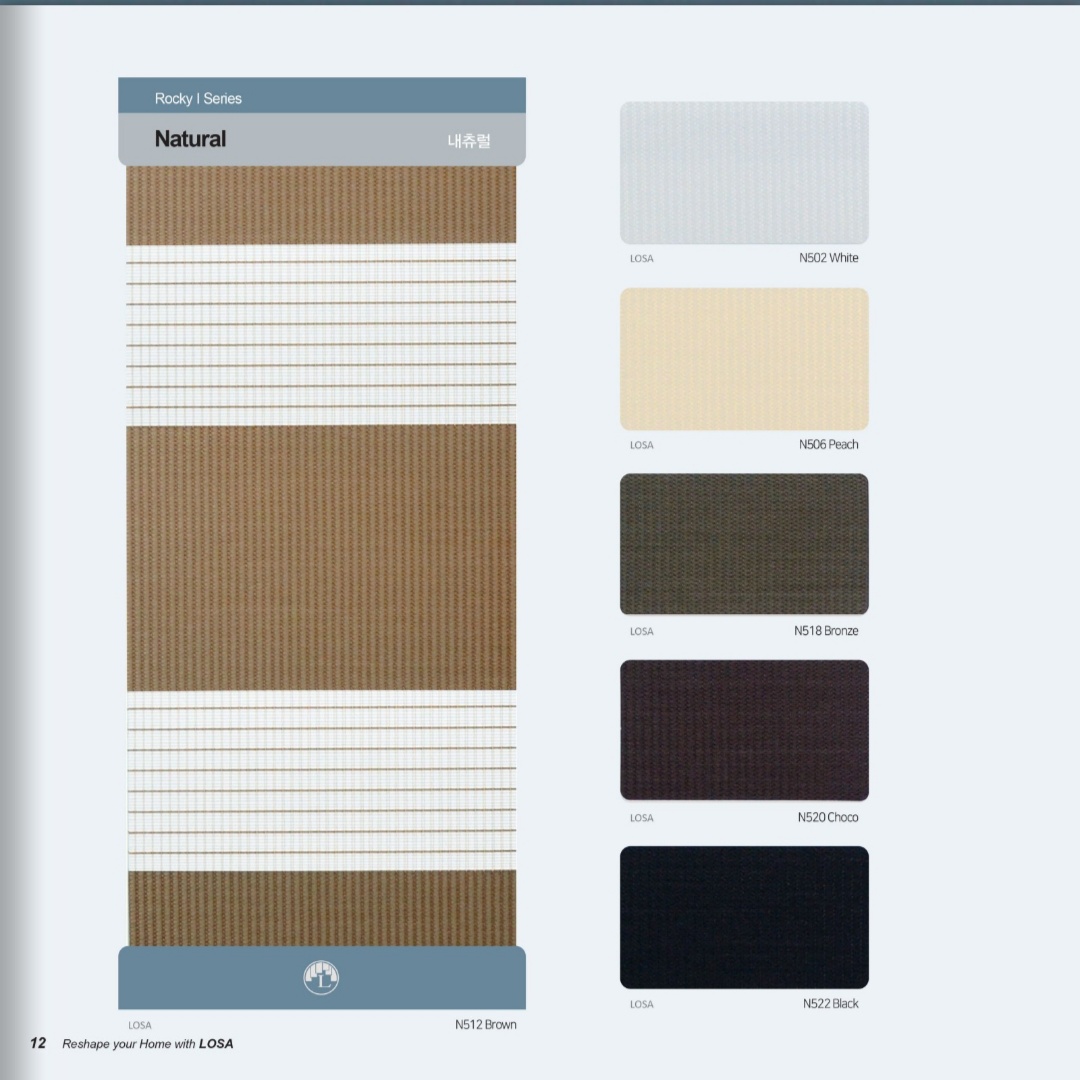 Rocky I Series
Natural 내츄럴
LOSA N502 White
LOSA N506 Peach
LOSA N518 Bronze
LOSA N520 Choco
LOSA N522 Black
L
LOSA N512 Brown
12 Reshape your Home with LOSA